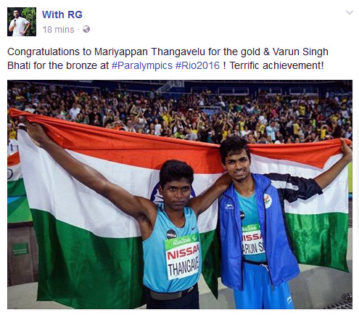 With RG
18 mins ·
Congratulations to Mariyappan Thangavelu for the gold & Varun Singh
Bhati for the bronze at #Paralympics #Rio2016 ! Terrific achievement!
NISSAN
THANGAVE
NISSAN
ARUN S